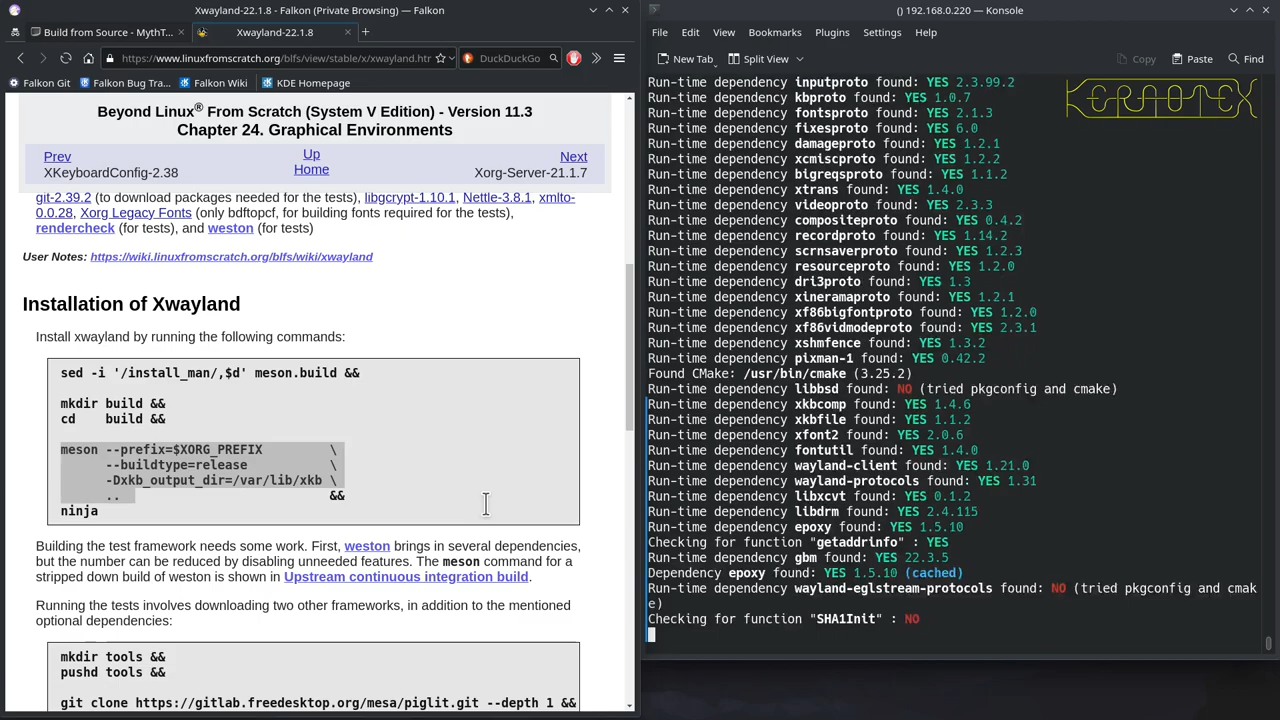 Xwayland-22.1.8 - Falkon (Private Browsing) — Falkon
Build from Source - MythT
Xwayland-22.1.8
https://www.linuxfromscratch.org/blfs/view/stable/x/xwayland.htr
DuckDuckGo
Falkon Git
Falkon Bug Tra...
Falkon Wiki
KDE Homepage
Beyond Linux® From Scratch (System V Edition) - Version 11.3
Chapter 24. Graphical Environments
Prev
Up
Next
XKeyboardConfig-2.38
Home
Xorg-Server-21.1.7
git-2.39.2 (to download packages needed for the tests), libgcrypt-1.10.1, Nettle-3.8.1, xmlto-
0.0.28, Xorg Legacy Fonts (only bdftopcf, for building fonts required for the tests),
rendercheck (for tests), and weston (for tests)
User Notes: https://wiki.linuxfromscratch.org/blfs/wiki/xwayland
Installation of Xwayland
Install xwayland by running the following commands:
sed -i '/install_man/,$d' meson.build &&
mkdir build &&
cd    build &&
meson --prefix=$XORG_PREFIX         \
--buildtype=release           \
-Dxkb_output_dir=/var/lib/xkb \
..                            &&
ninja
Building the test framework needs some work. First, weston brings in several dependencies,
but the number can be reduced by disabling unneeded features. The meson command for a
stripped down build of weston is shown in Upstream continuous integration build.
Running the tests involves downloading two other frameworks, in addition to the mentioned
optional dependencies:
mkdir tools &&
pushd tools &&
git clone https://gitlab.freedesktop.org/mesa/piglit.git --depth 1 &&
() 192.168.0.220 — Konsole
File Edit View Bookmarks Plugins Settings Help
New Tab
Split View
Copy
Paste
Find
KERAOTEX
Run-time dependency inputproto found: YES 2.3.99.2
Run-time dependency kbproto found: YES 1.0.7
Run-time dependency fontsproto found: YES 2.1.3
Run-time dependency fixesproto found: YES 6.0
Run-time dependency damageproto found: YES 1.2.1
Run-time dependency xcmiscproto found: YES 1.2.2
Run-time dependency bigreqsproto found: YES 1.1.2
Run-time dependency xtrans found: YES 1.4.0
Run-time dependency videoproto found: YES 2.3.3
Run-time dependency compositeproto found: YES 0.4.2
Run-time dependency recordproto found: YES 1.14.2
Run-time dependency scrnsaverproto found: YES 1.2.3
Run-time dependency resourceproto found: YES 1.2.0
Run-time dependency dri3proto found: YES 1.3
Run-time dependency xineramaproto found: YES 1.2.1
Run-time dependency xf86bigfontproto found: YES 1.2.0
Run-time dependency xf86vidmodeproto found: YES 2.3.1
Run-time dependency xshmfence found: YES 1.3.2
Run-time dependency pixman-1 found: YES 0.42.2
Found CMake: /usr/bin/cmake (3.25.2)
Run-time dependency libbsd found: NO (tried pkgconfig and cmake)
Run-time dependency xkbcomp found: YES 1.4.6
Run-time dependency xkbfile found: YES 1.1.2
Run-time dependency xfont2 found: YES 2.0.6
Run-time dependency fontutil found: YES 1.4.0
Run-time dependency wayland-client found: YES 1.21.0
Run-time dependency wayland-protocols found: YES 1.31
Run-time dependency libxcvt found: YES 0.1.2
Run-time dependency libdrm found: YES 2.4.115
Run-time dependency epoxy found: YES 1.5.10
Checking for function "getaddrinfo" : YES
Run-time dependency gbm found: YES 22.3.5
Dependency epoxy found: YES 1.5.10 (cached)
Run-time dependency wayland-eglstream-protocols found: NO (tried pkgconfig and cmak
e)
Checking for function "SHA1Init" : NO